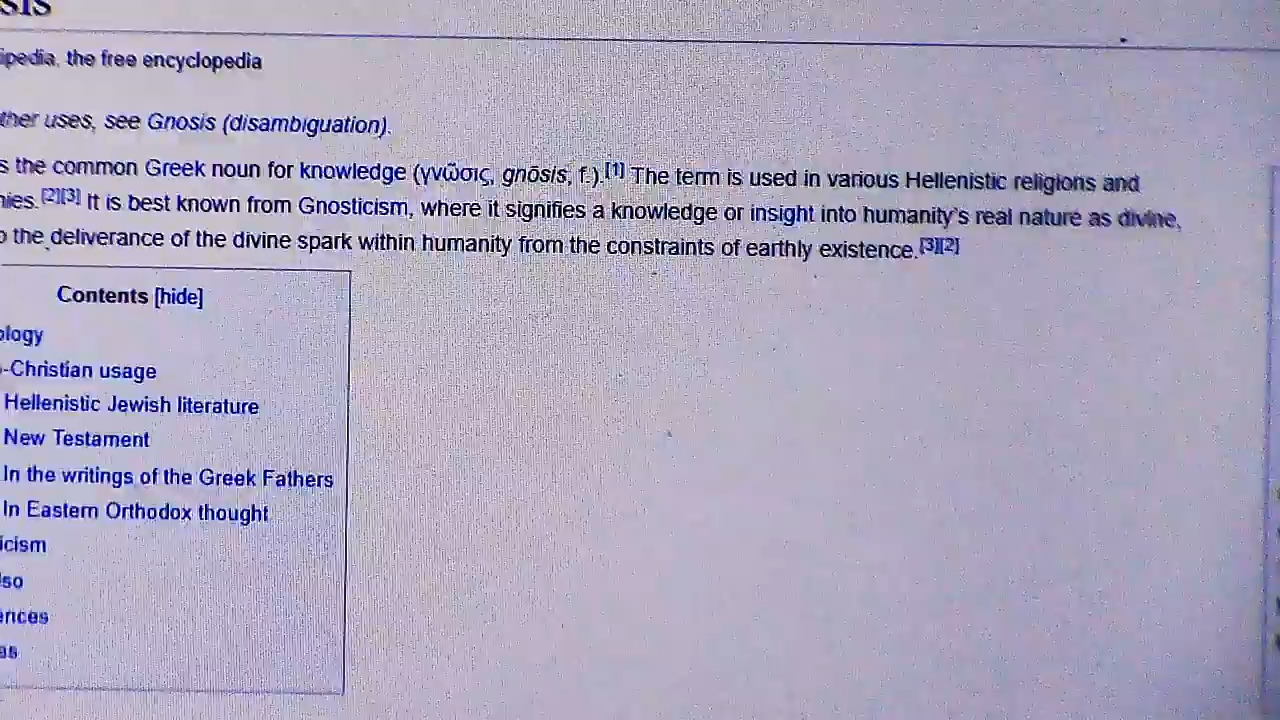 sis
ipedia, the free encyclopedia
ther uses, see Gnosis (disambiguation).
s the common Greek noun for knowledge (γνῶσις, gnōsis, f.).[1] The term is used in various Hellenistic religions and
nies.[2][3] It is best known from Gnosticism, where it signifies a knowledge or insight into humanity's real nature as divine,
o the deliverance of the divine spark within humanity from the constraints of earthly existence.[3][2]
Contents [hide]
ology
-Christian usage
Hellenistic Jewish literature
New Testament
In the writings of the Greek Fathers
In Eastern Orthodox thought
icism
lso
ences
es